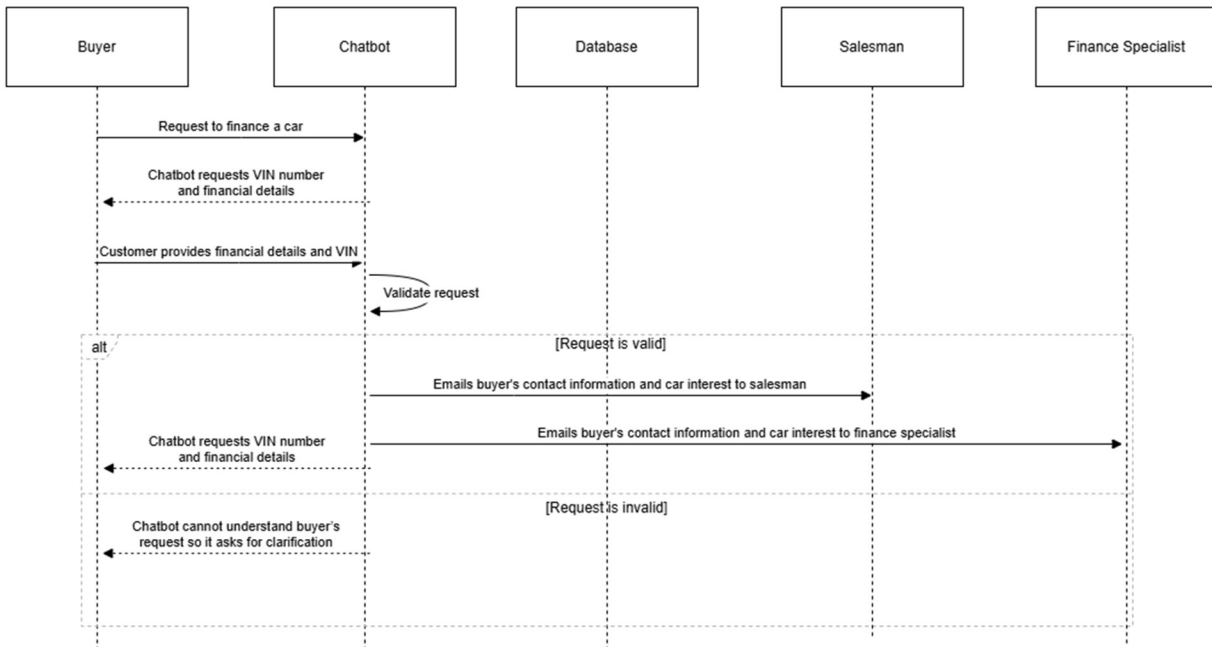 Buyer
Chatbot
Database
Salesman
Finance Specialist
Request to finance a car
Chatbot requests VIN number
and financial details
Customer provides financial details and VIN
Validate request
alt
[Request is valid]
Emails buyer's contact information and car interest to salesman
Emails buyer's contact information and car interest to finance specialist
Chatbot requests VIN number
and financial details
[Request is invalid]
Chatbot cannot understand buyer's
request so it asks for clarification